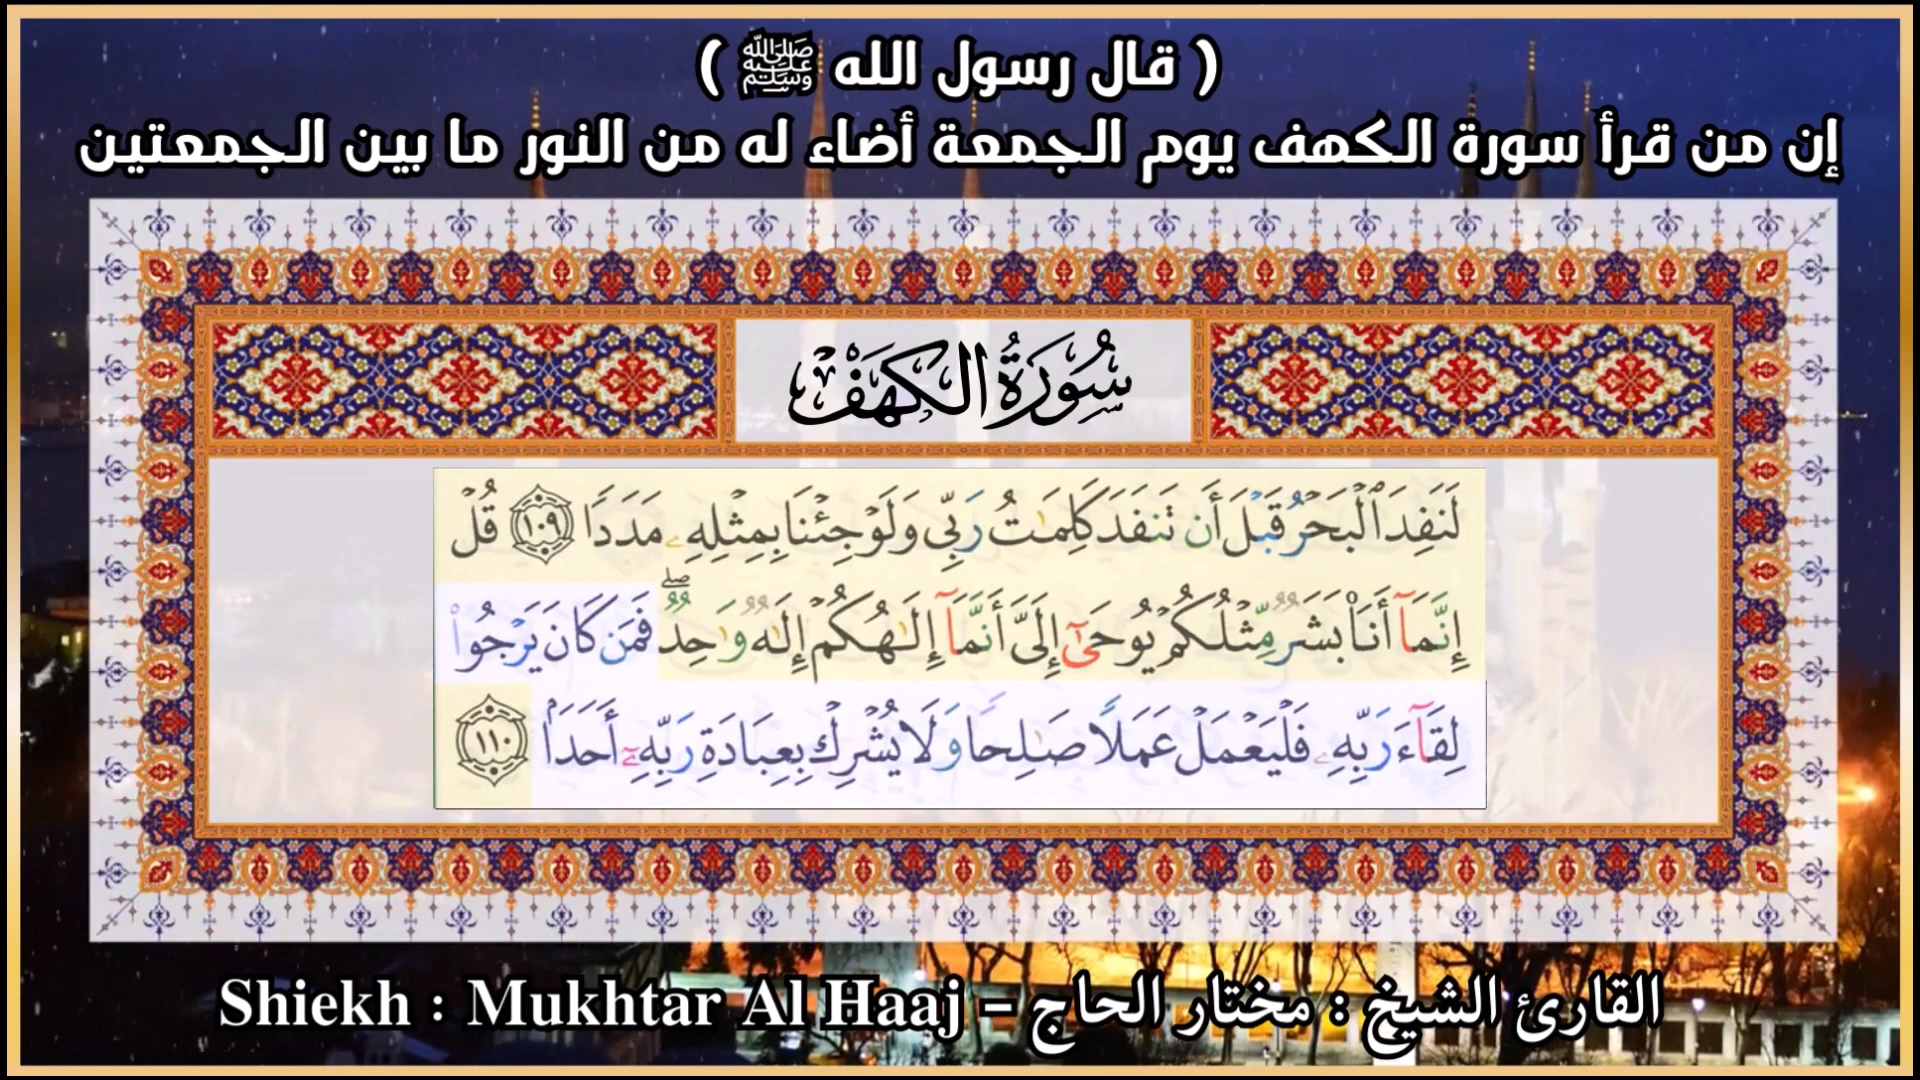 ( قال رسول الله ﷺ )
إن من قرأ سورة الكهف يوم الجمعة أضاء له من النور ما بين الجمعتين
سُورَةُ الكَهْفِ
لَنَفِدَ ٱلْبَحْرُ قَبْلَ أَن تَنفَدَ كَلِمَـٰتُ رَبِّى وَلَوْ جِئْنَا بِمِثْلِهِۦ مَدَدًا ١٠٩ قُلْ
إِنَّمَآ أَنَا۠ بَشَرٌ مِّثْلُكُمْ يُوحَىٰٓ إِلَىَّ أَنَّمَآ إِلَـٰهُكُمْ إِلَـٰهٌ وَٰحِدٌ ۖ فَمَن كَانَ يَرْجُوا۟
لِقَآءَ رَبِّهِۦ فَلْيَعْمَلْ عَمَلًا صَـٰلِحًا وَلَا يُشْرِكْ بِعِبَادَةِ رَبِّهِۦٓ أَحَدًۢا ١١٠
القارئ الشيخ : مختار الحاج - Shiekh : Mukhtar Al Haaj